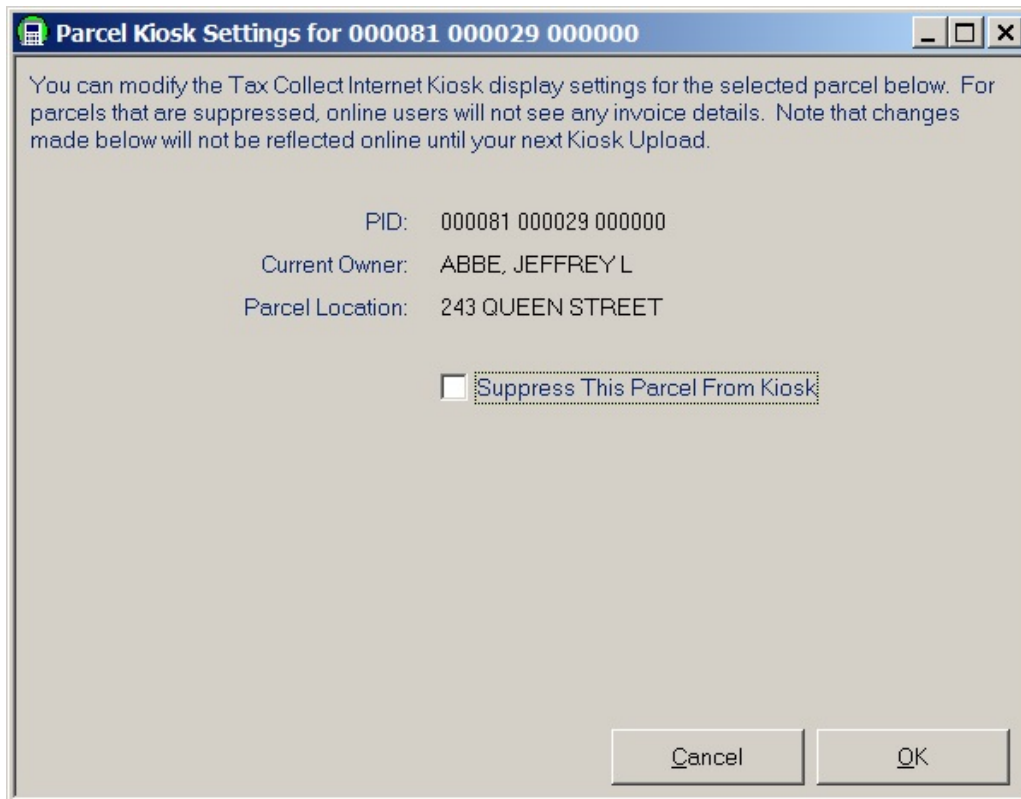 Parcel Kiosk Settings for 000081 000029 000000
You can modify the Tax Collect Internet Kiosk display settings for the selected parcel below. For
parcels that are suppressed, online users will not see any invoice details. Note that changes
made below will not be reflected online until your next Kiosk Upload.
PID: 000081 000029 000000
Current Owner: ABBE, JEFFREY L
Parcel Location: 243 QUEEN STREET
Suppress This Parcel From Kiosk
Cancel OK